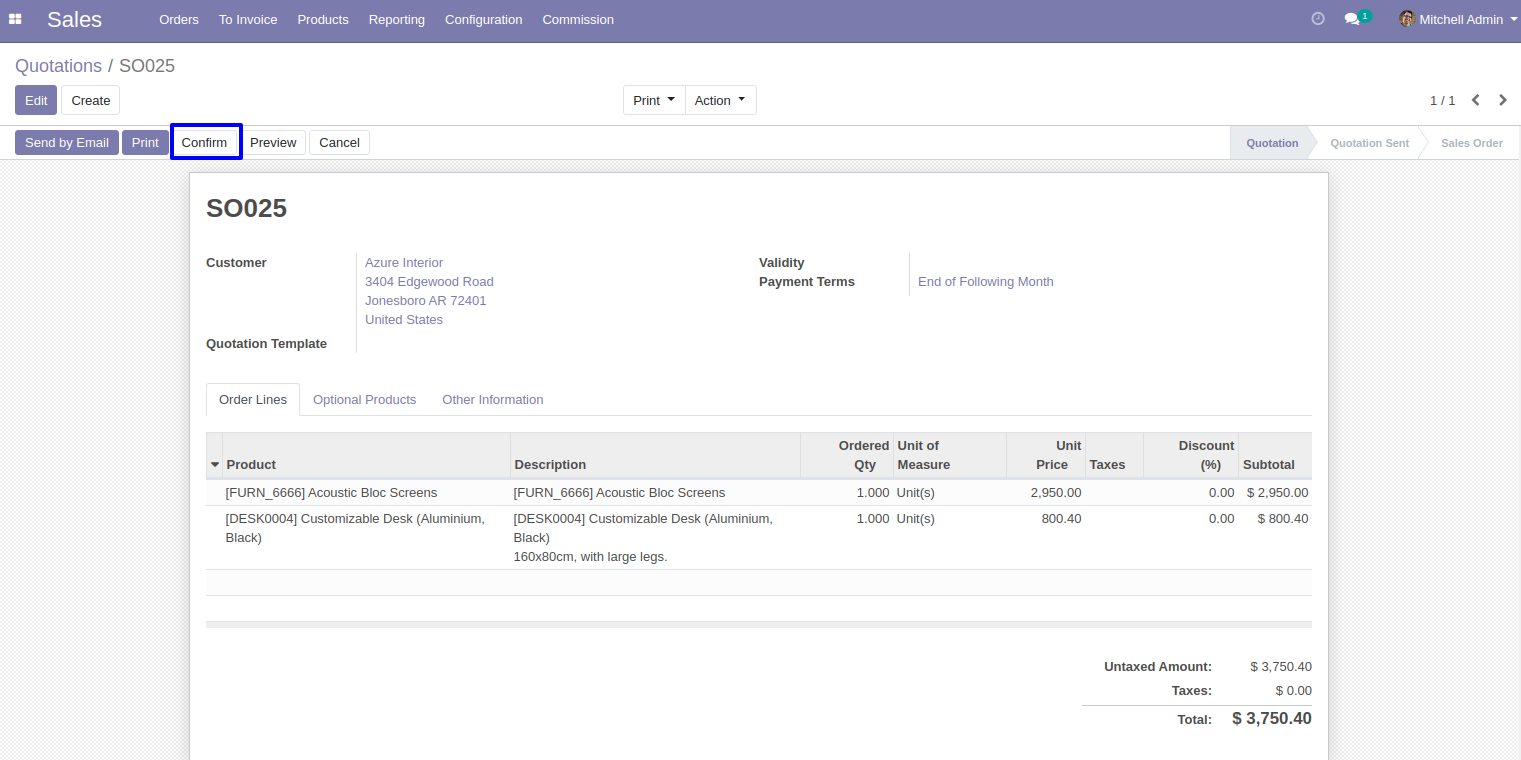 Sales Orders To Invoice Products Reporting Configuration Commission 1 Mitchell Admin
Quotations / SO025
Edit Create Print Action 1 / 1
Send by Email Print Confirm Preview Cancel Quotation Quotation Sent Sales Order
SO025
Customer Azure Interior Validity
3404 Edgewood Road Payment Terms End of Following Month
Jonesboro AR 72401
United States
Quotation Template
Order Lines Optional Products Other Information
Ordered Unit of Unit Discount
Product Description Qty Measure Price Taxes (%) Subtotal
[FURN_6666] Acoustic Bloc Screens [FURN_6666] Acoustic Bloc Screens 1.000 Unit(s) 2,950.00 0.00 $ 2,950.00
[DESK0004] Customizable Desk (Aluminium, [DESK0004] Customizable Desk (Aluminium, 1.000 Unit(s) 800.40 0.00 $ 800.40
Black) Black)
160x80cm, with large legs.
Untaxed Amount: $ 3,750.40
Taxes: $ 0.00
Total: $ 3,750.40